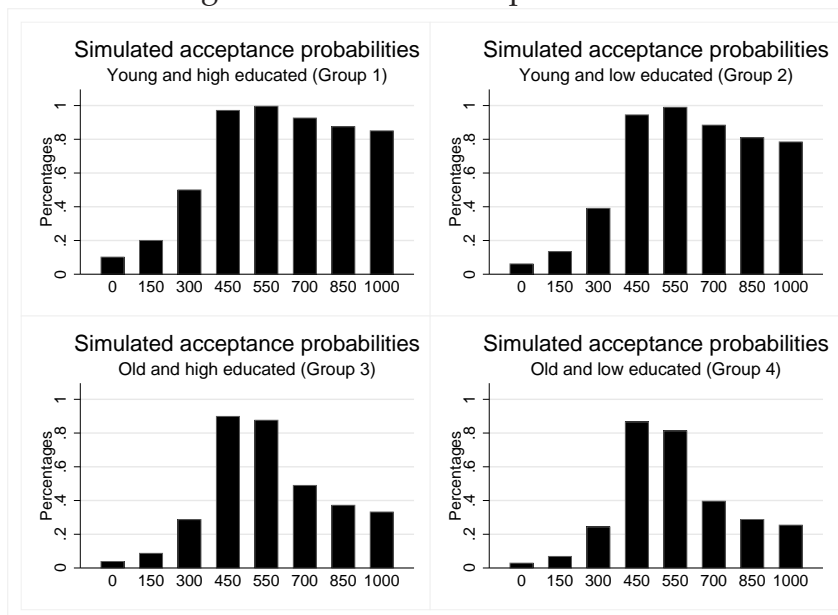 Simulated acceptance probabilities
Young and high educated (Group 1)
Percentages
1
.8
.6
.4
.2
0
0 150 300 450 550 700 850 1000
Simulated acceptance probabilities
Young and low educated (Group 2)
Percentages
1
.8
.6
.4
.2
0
0 150 300 450 550 700 850 1000
Simulated acceptance probabilities
Old and high educated (Group 3)
Percentages
1
.8
.6
.4
.2
0
0 150 300 450 550 700 850 1000
Simulated acceptance probabilities
Old and low educated (Group 4)
Percentages
1
.8
.6
.4
.2
0
0 150 300 450 550 700 850 1000